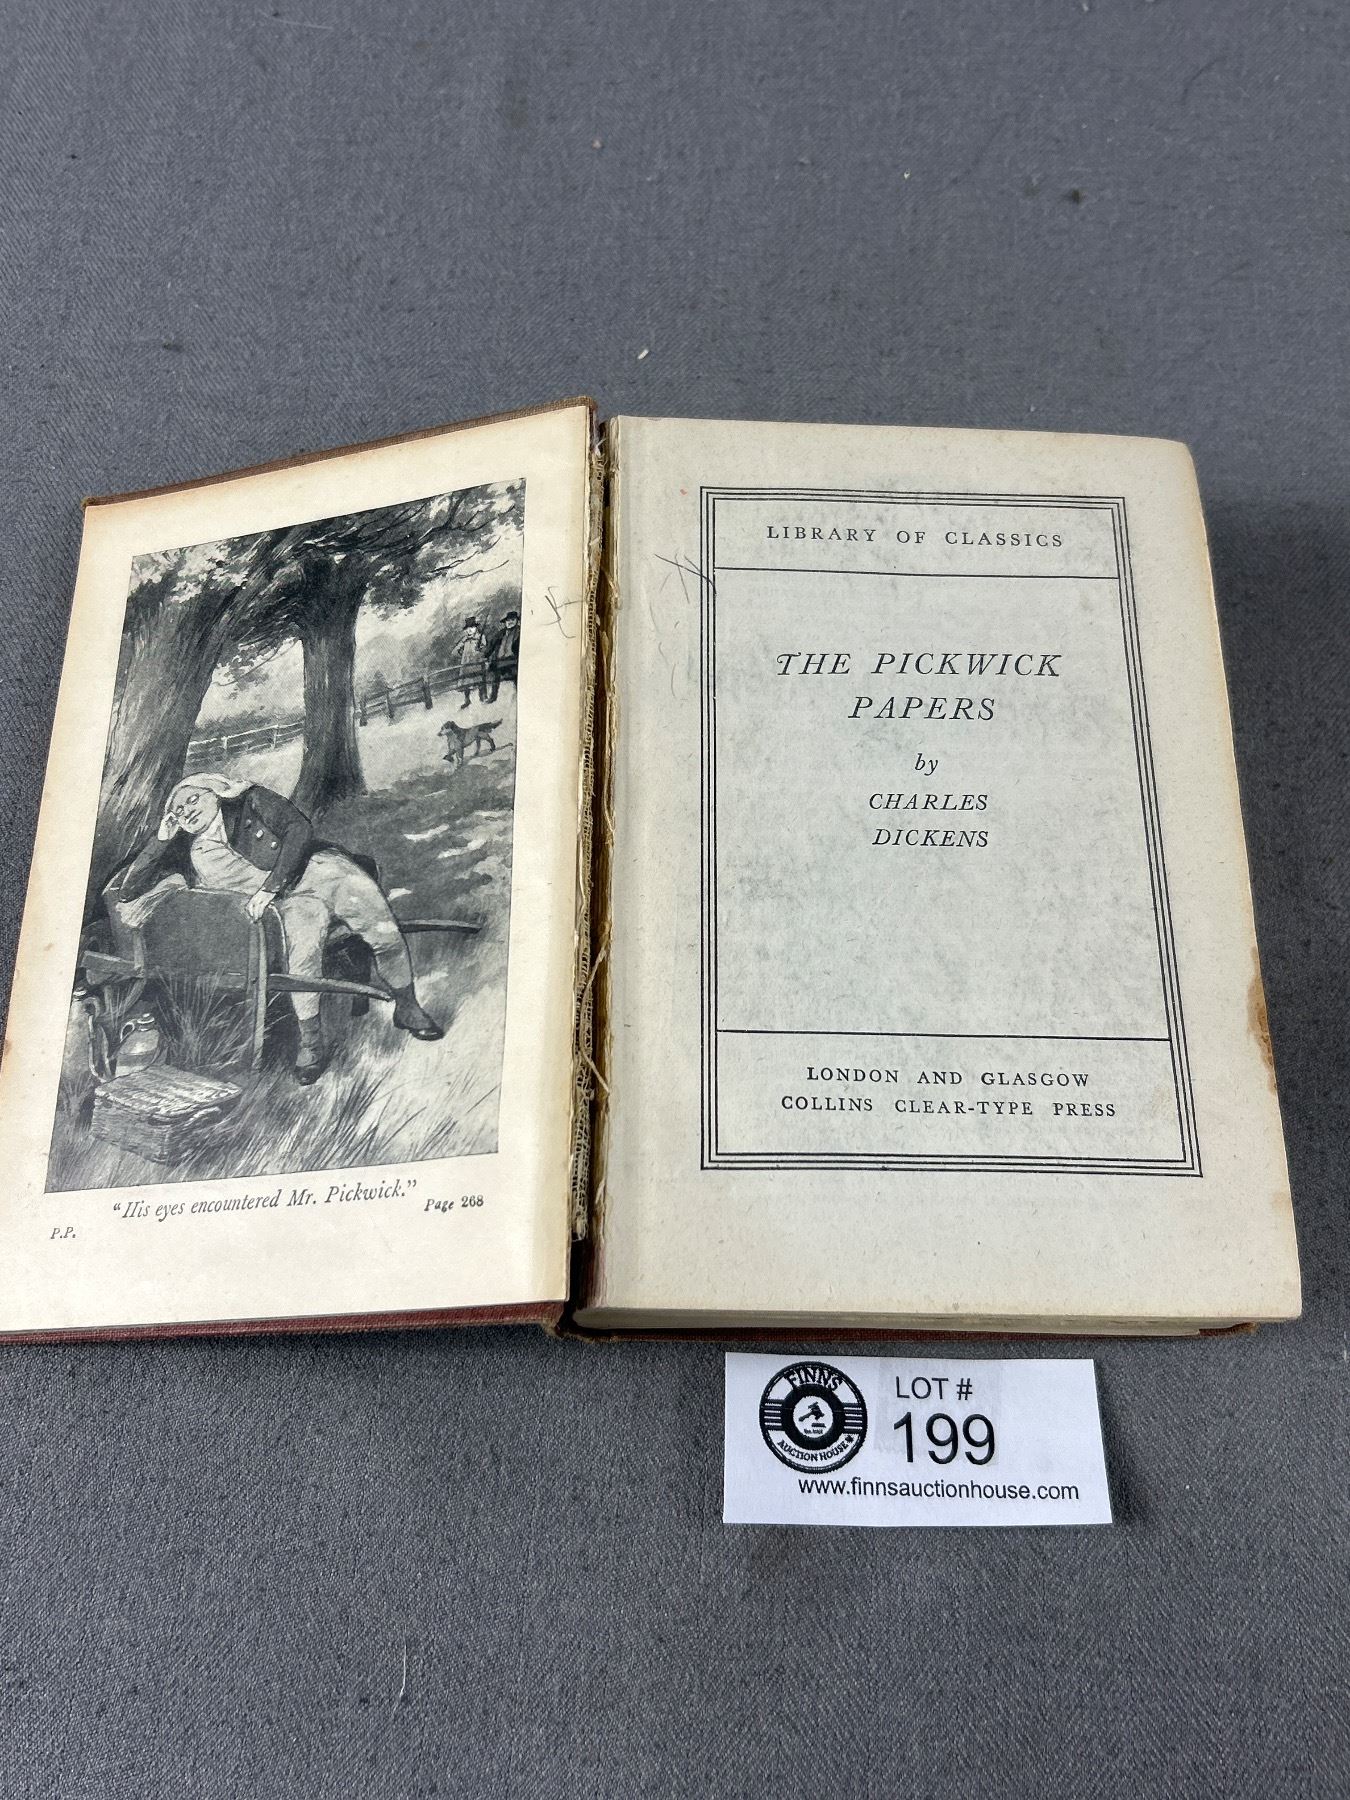 "His eyes encountered Mr. Pickwick."
Page 268
P.P.
LIBRARY OF CLASSICS
THE PICKWICK
PAPERS
by
CHARLES
DICKENS
LONDON AND GLASGOW
COLLINS CLEAR-TYPE PRESS
FINNS
AUCTION HOUSE
LOT #
199
www.finnsauctionhouse.com